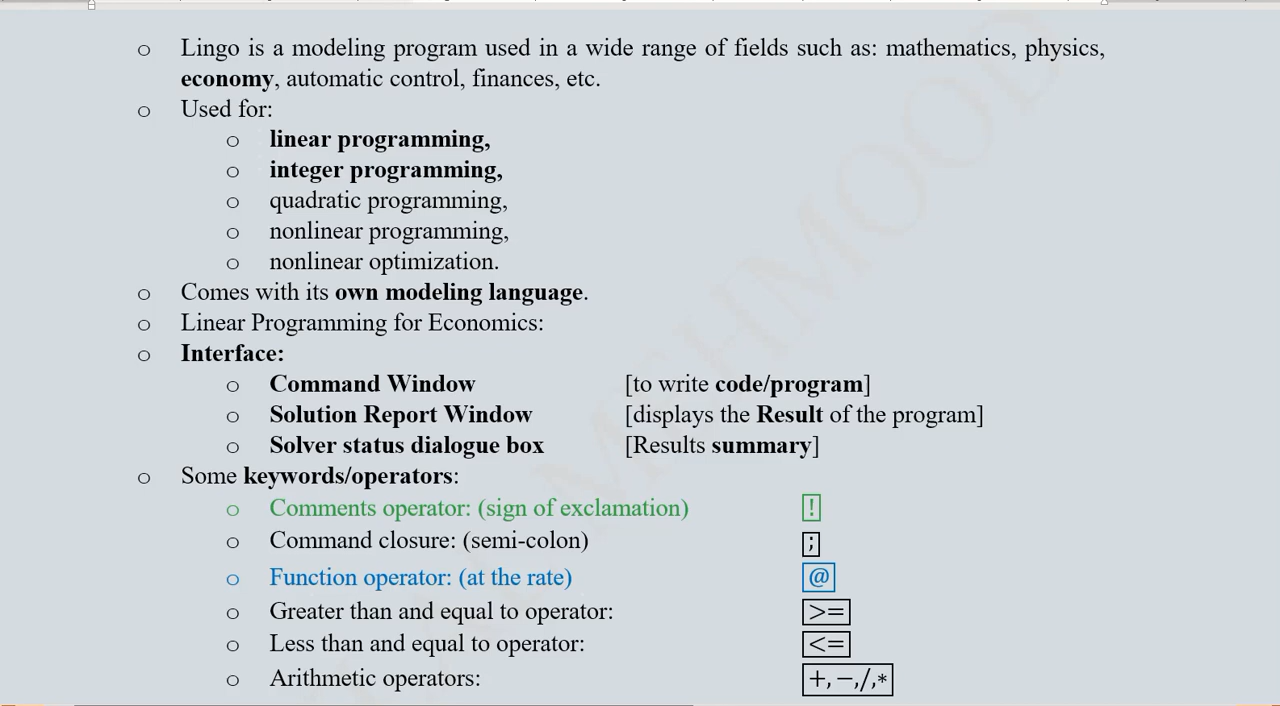 o Lingo is a modeling program used in a wide range of fields such as: mathematics, physics,
economy, automatic control, finances, etc.
o Used for:
o linear programming,
o integer programming,
o quadratic programming,
o nonlinear programming,
o nonlinear optimization.
o Comes with its own modeling language.
o Linear Programming for Economics:
o Interface:
o Command Window [to write code/program]
o Solution Report Window [displays the Result of the program]
o Solver status dialogue box [Results summary]
o Some keywords/operators:
o Comments operator: (sign of exclamation) !
o Command closure: (semi-colon) ;
o Function operator: (at the rate) @
o Greater than and equal to operator: >=
o Less than and equal to operator: <=
o Arithmetic operators: +,−,/,*